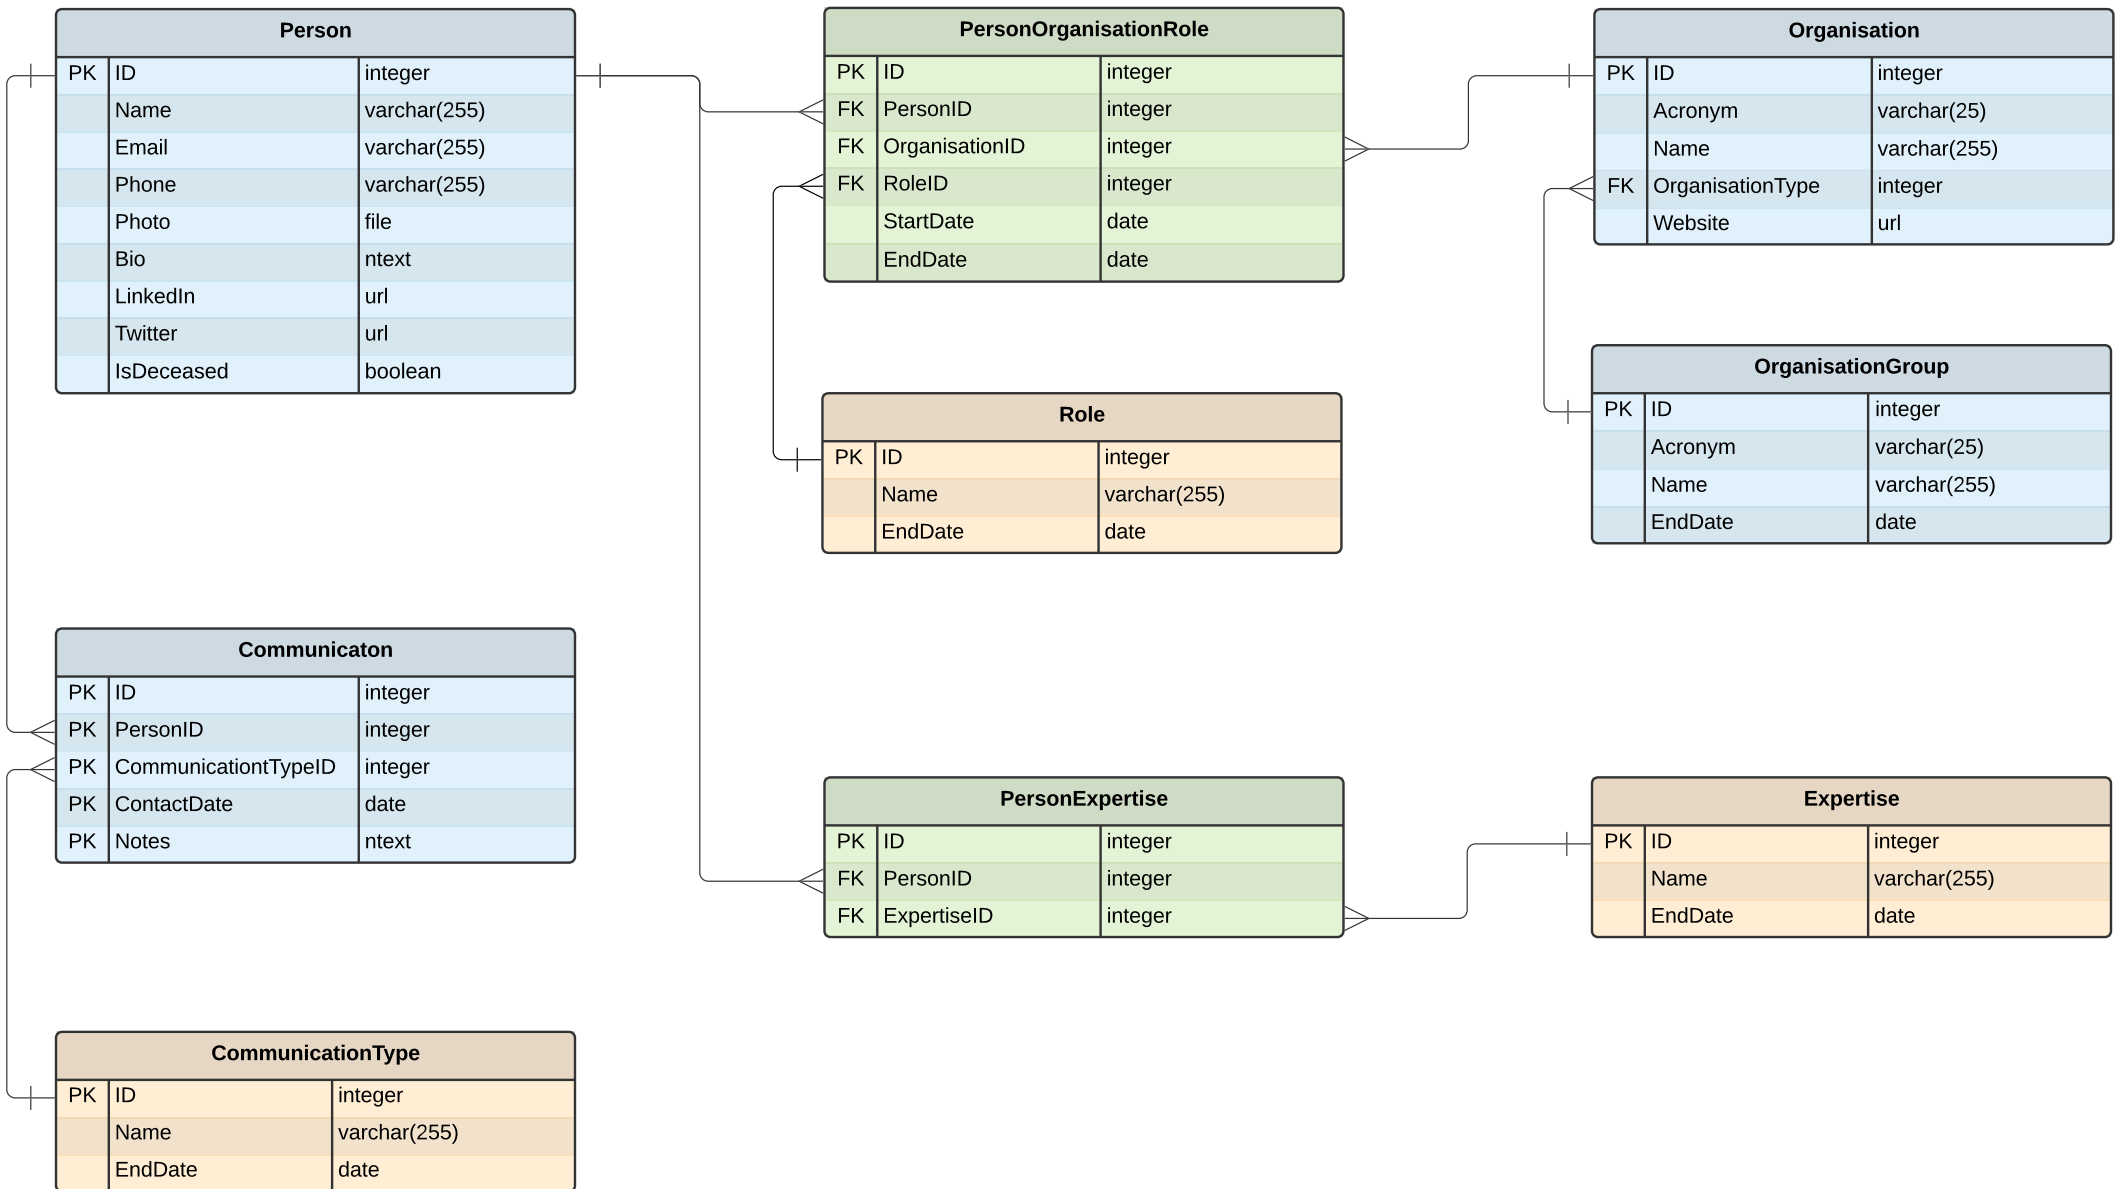 Person
PK ID integer
Name varchar(255)
Email varchar(255)
Phone varchar(255)
Photo file
Bio ntext
LinkedIn url
Twitter url
IsDeceased boolean
PersonOrganisationRole
PK ID integer
FK PersonID integer
FK OrganisationID integer
FK RoleID integer
StartDate date
EndDate date
Organisation
PK ID integer
Acronym varchar(25)
Name varchar(255)
FK OrganisationType integer
Website url
OrganisationGroup
PK ID integer
Acronym varchar(25)
Name varchar(255)
EndDate date
Role
PK ID integer
Name varchar(255)
EndDate date
Communicaton
PK ID integer
PK PersonID integer
PK CommunicationtTypeID integer
PK ContactDate date
PK Notes ntext
PersonExpertise
PK ID integer
FK PersonID integer
FK ExpertiseID integer
Expertise
PK ID integer
Name varchar(255)
EndDate date
CommunicationType
PK ID integer
Name varchar(255)
EndDate date